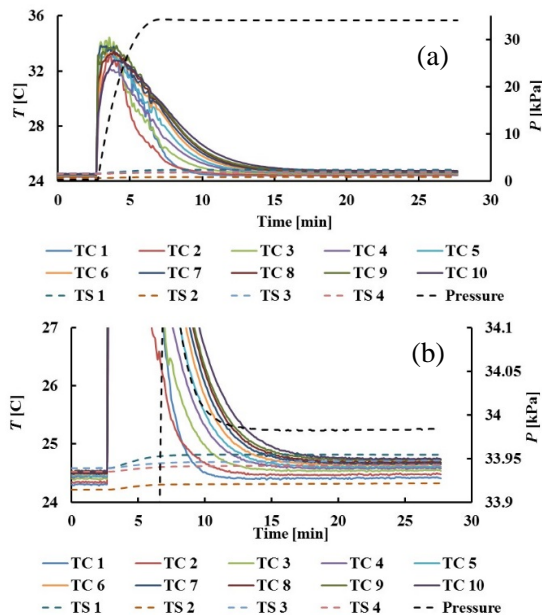 36
32
28
24
T [C]
(a)
30
20
10
0
P [kPa]
0 5 10 15 20 25 30
Time [min]
TC 1 TC 2 TC 3 TC 4 TC 5
TC 6 TC 7 TC 8 TC 9 TC 10
TS 1 TS 2 TS 3 TS 4 Pressure
27
26
25
24
T [C]
(b)
34.1
34.05
34
33.95
33.9
P [kPa]
0 5 10 15 20 25 30
Time [min]
TC 1 TC 2 TC 3 TC 4 TC 5
TC 6 TC 7 TC 8 TC 9 TC 10
TS 1 TS 2 TS 3 TS 4 Pressure